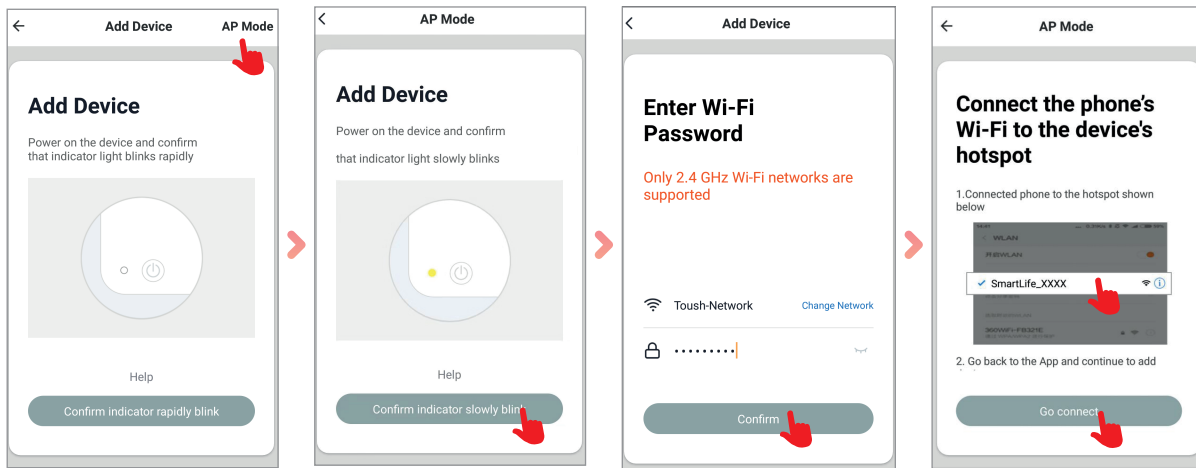 Add Device
AP Mode
Add Device
Power on the device and confirm
that indicator light blinks rapidly
Help
Confirm indicator rapidly blink
AP Mode
Add Device
Power on the device and confirm
that indicator light slowly blinks
Help
Confirm indicator slowly blink
Add Device
Enter Wi-Fi
Password
Only 2.4 GHz Wi-Fi networks are
supported
Toush-Network
Change Network
Confirm
AP Mode
Connect the phone's
Wi-Fi to the device's
hotspot
1.Connected phone to the hotspot shown
below
WLAN
SmartLife_XXXX
360WiFi-FB321E
2. Go back to the App and continue to add
Go connect